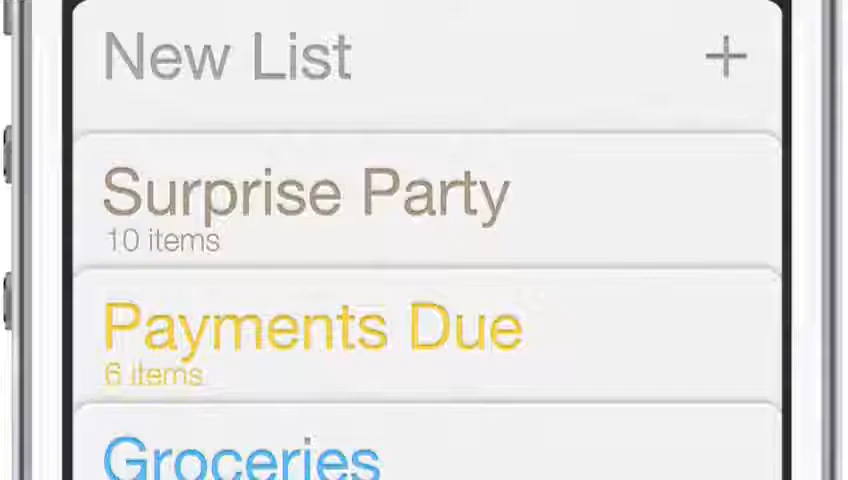 New List
Surprise Party
10 items
Payments Due
6 items
Groceries